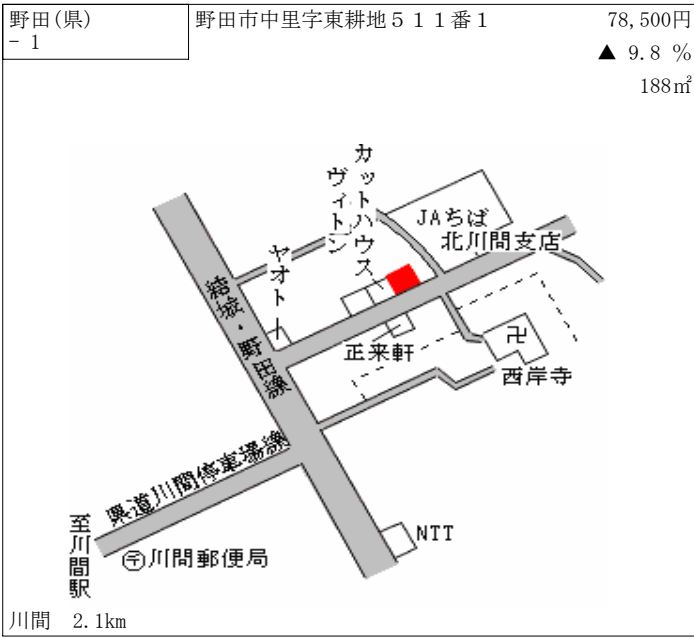 野田(県)
- 1
野田市中里字東耕地５１１番１
78,500円
▲ 9.8 %
188㎡
カットハウス
ヴィトン
JAちば
北川間支店
ヤオトー
結城・野田線
正来軒
卍
西岸寺
県道川間停車場線
至川間駅
〒川間郵便局
NTT
川間 2.1km